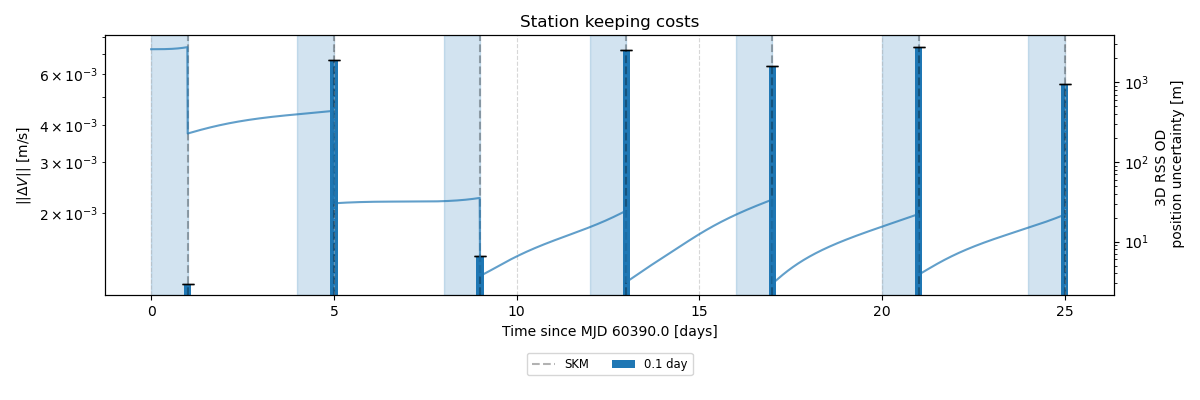 Station keeping costs
||ΔV|| [m/s]
6 × 10⁻³
4 × 10⁻³
3 × 10⁻³
2 × 10⁻³
10³
10²
10¹
3D RSS OD
position uncertainty [m]
0 5 10 15 20 25
Time since MJD 60390.0 [days]
SKM 0.1 day